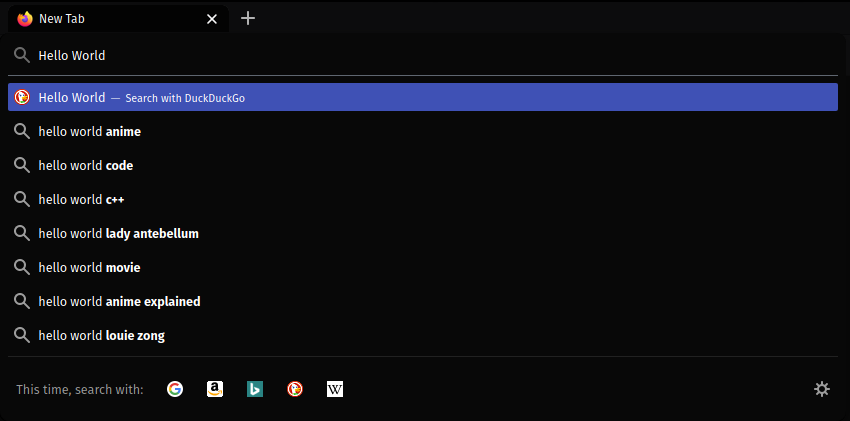 New Tab
Hello World
Hello World — Search with DuckDuckGo
hello world anime
hello world code
hello world c++
hello world lady antebellum
hello world movie
hello world anime explained
hello world louie zong
This time, search with: G a b W